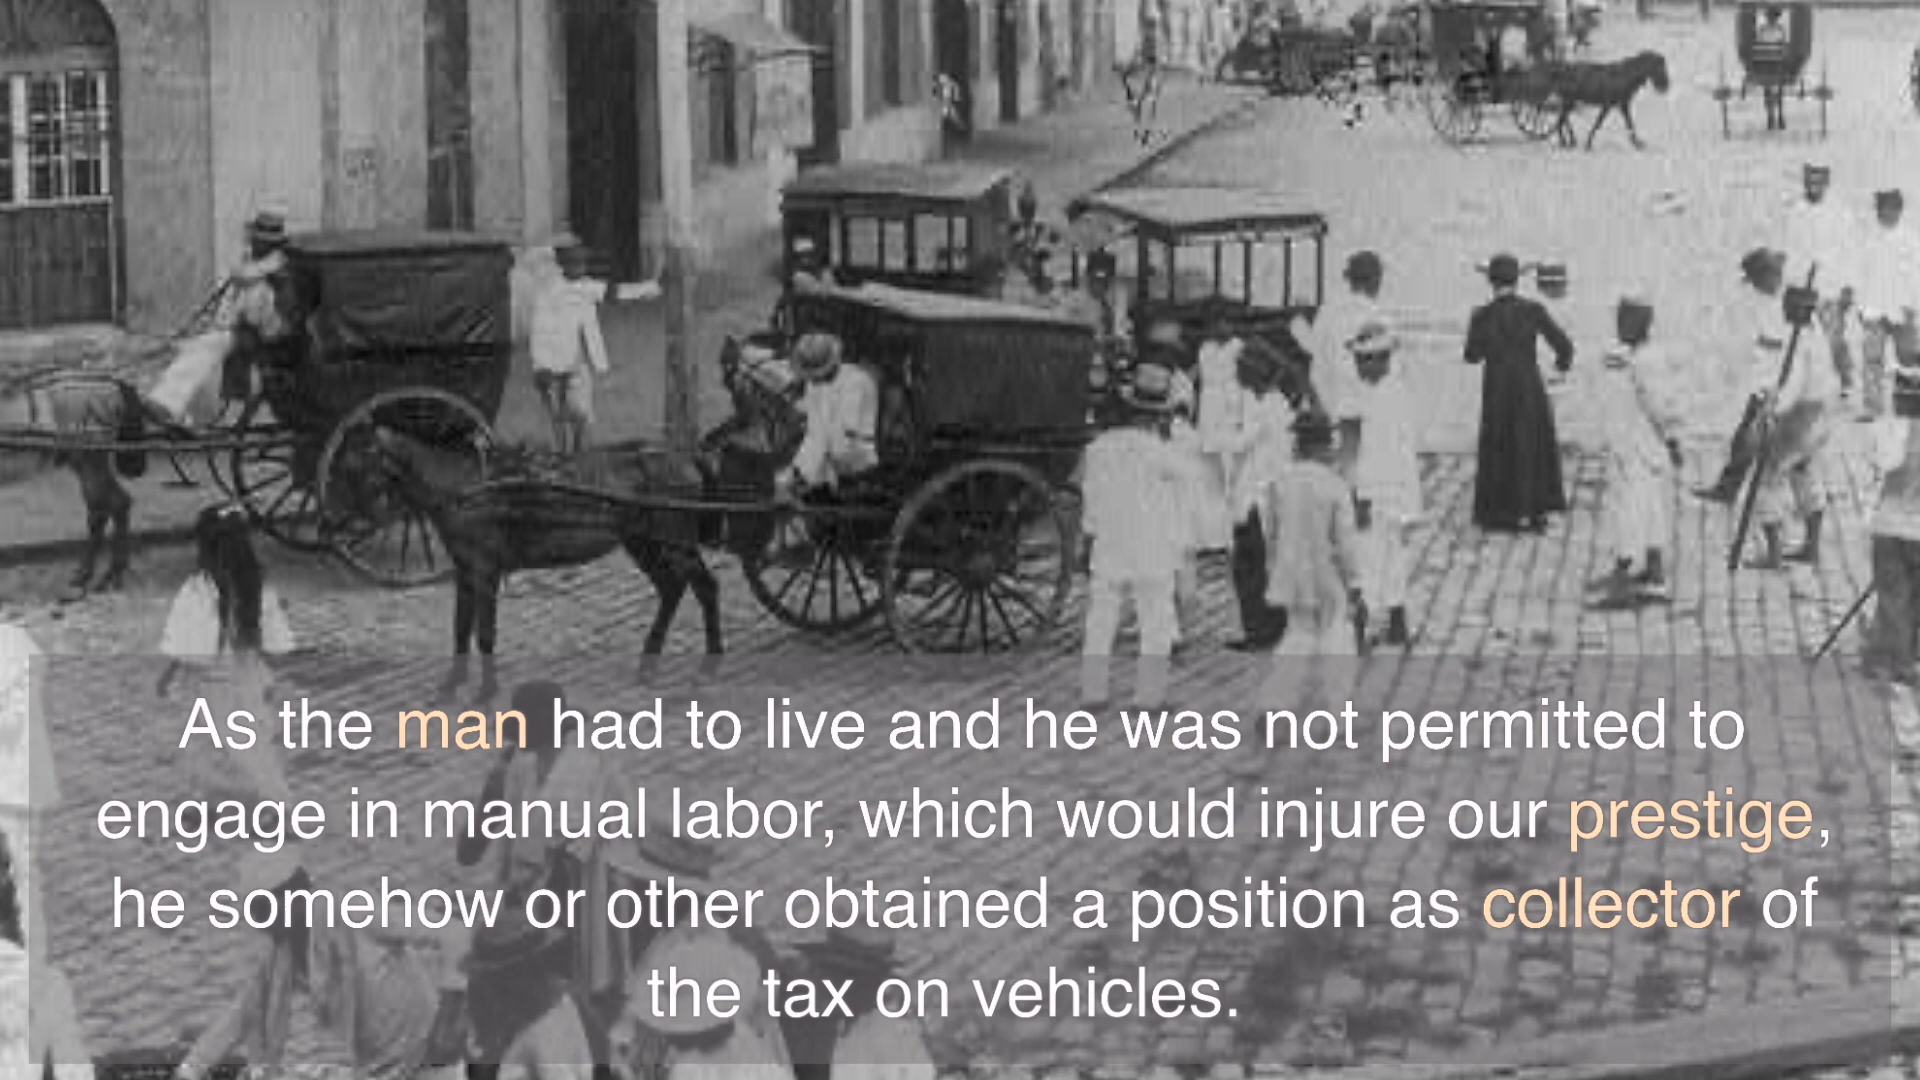 As the man had to live and he was not permitted to
engage in manual labor, which would injure our prestige,
he somehow or other obtained a position as collector of
the tax on vehicles.